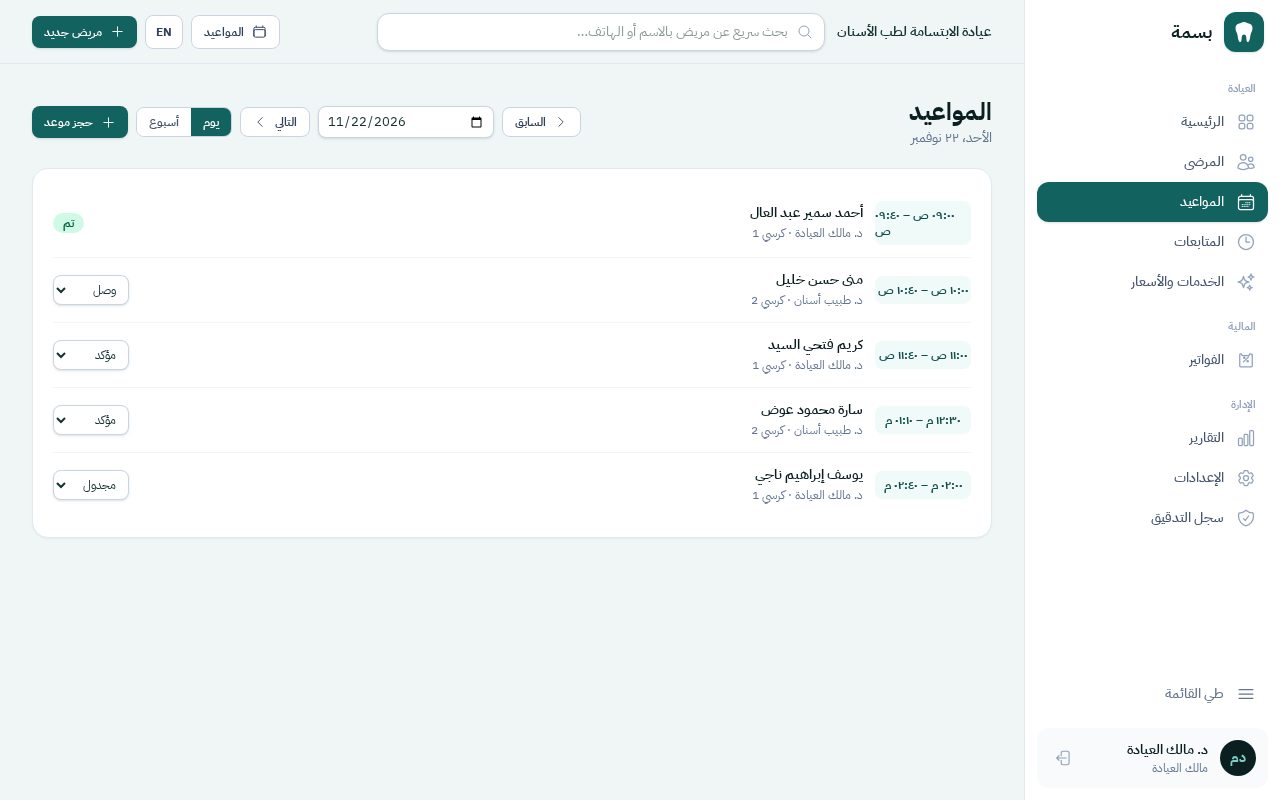 بسمة
العيادة
الرئيسية
المرضى
المواعيد
المتابعات
الخدمات والأسعار
المالية
الفواتير
الإدارة
التقارير
الإعدادات
سجل التدقيق
طي القائمة
دم
د. مالك العيادة
مالك العيادة
عيادة الابتسامة لطب الأسنان
بحث سريع عن مريض بالاسم أو الهاتف...
المواعيد
EN
مريض جديد
المواعيد
الأحد، ٢٢ نوفمبر
السابق
11/22/2026
التالي
يوم
أسبوع
حجز موعد
٠٩:٠٠ ص – ٠٩:٤٠
ص
أحمد سمير عبد العال
د. مالك العيادة · كرسي 1
تم
١٠:٠٠ ص – ١٠:٤٠ ص
منى حسن خليل
د. طبيب أسنان · كرسي 2
وصل
١١:٠٠ ص – ١١:٤٠ ص
كريم فتحي السيد
د. مالك العيادة · كرسي 1
مؤكد
١٢:٣٠ م – ٠١:١٠ م
سارة محمود عوض
د. طبيب أسنان · كرسي 2
مؤكد
٠٢:٠٠ م – ٠٢:٤٠ م
يوسف إبراهيم ناجي
د. مالك العيادة · كرسي 1
مجدول